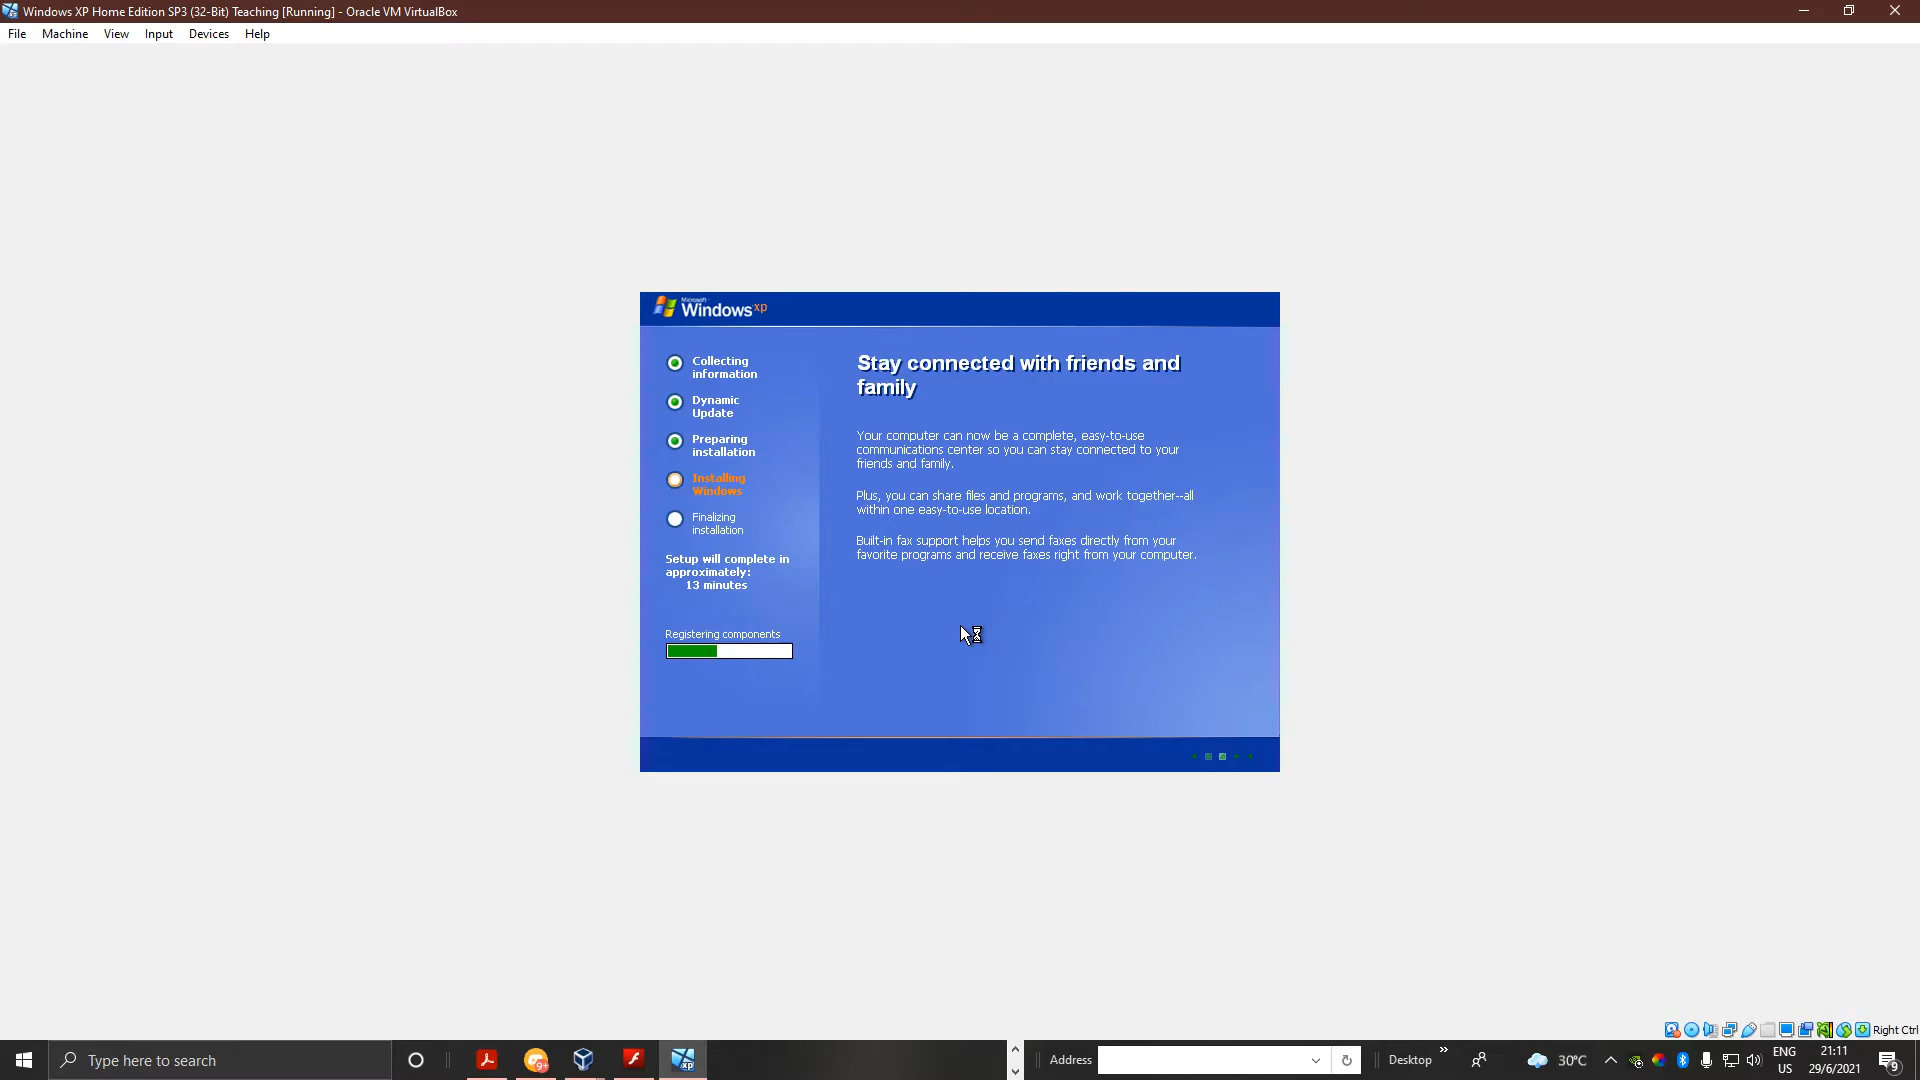 Windows XP Home Edition SP3 (32-Bit) Teaching [Running] - Oracle VM VirtualBox
File Machine View Input Devices Help
Microsoft
Windows xp
Collecting
information
Dynamic
Update
Preparing
installation
Installing
Windows
Finalizing
installation
Setup will complete in
approximately:
13 minutes
Registering components
Stay connected with friends and
family
Your computer can now be a complete, easy-to-use
communications center so you can stay connected to your
friends and family.
Plus, you can share files and programs, and work together--all
within one easy-to-use location.
Built-in fax support helps you send faxes directly from your
favorite programs and receive faxes right from your computer.
Right Ctrl
Type here to search
9+
xp
Address
Desktop
30°C
ENG
US
21:11
29/6/2021
9